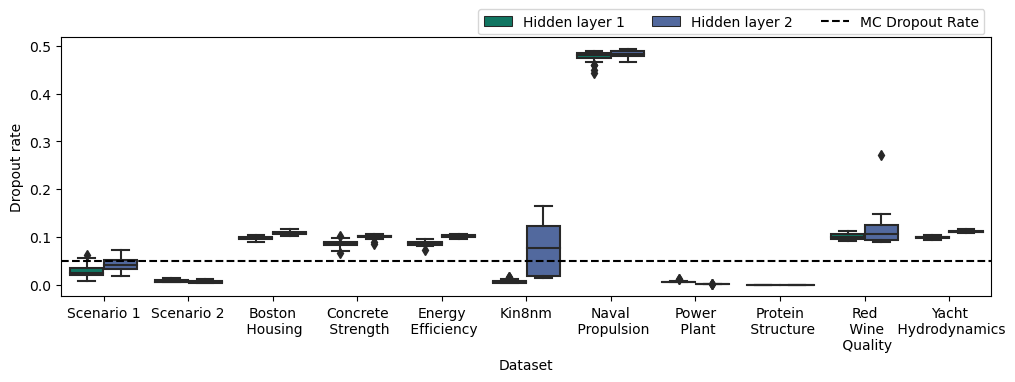 Hidden layer 1 Hidden layer 2 MC Dropout Rate
0.5
0.4
0.3
0.2
0.1
0.0
Dropout rate
Scenario 1 Scenario 2 Boston Concrete Energy Kin8nm Naval Power Protein Red Yacht
Housing Strength Efficiency Propulsion Plant Structure Wine Hydrodynamics
Quality
Dataset